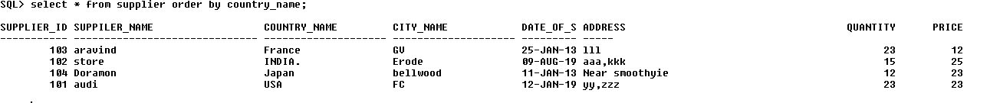 SQL> select * from supplier order by country_name;
SUPPLIER_ID SUPPILER_NAME COUNTRY_NAME CITY_NAME DATE_OF_S ADDRESS QUANTITY PRICE
103 aravind France GV 25-JAN-13 lll 23 12
102 store INDIA. Erode 09-AUG-19 aaa,kkk 15 25
104 Doramon Japan bellwood 11-JAN-13 Near smoothyie 12 23
101 audi USA FC 12-JAN-19 yy,zzz 23 23